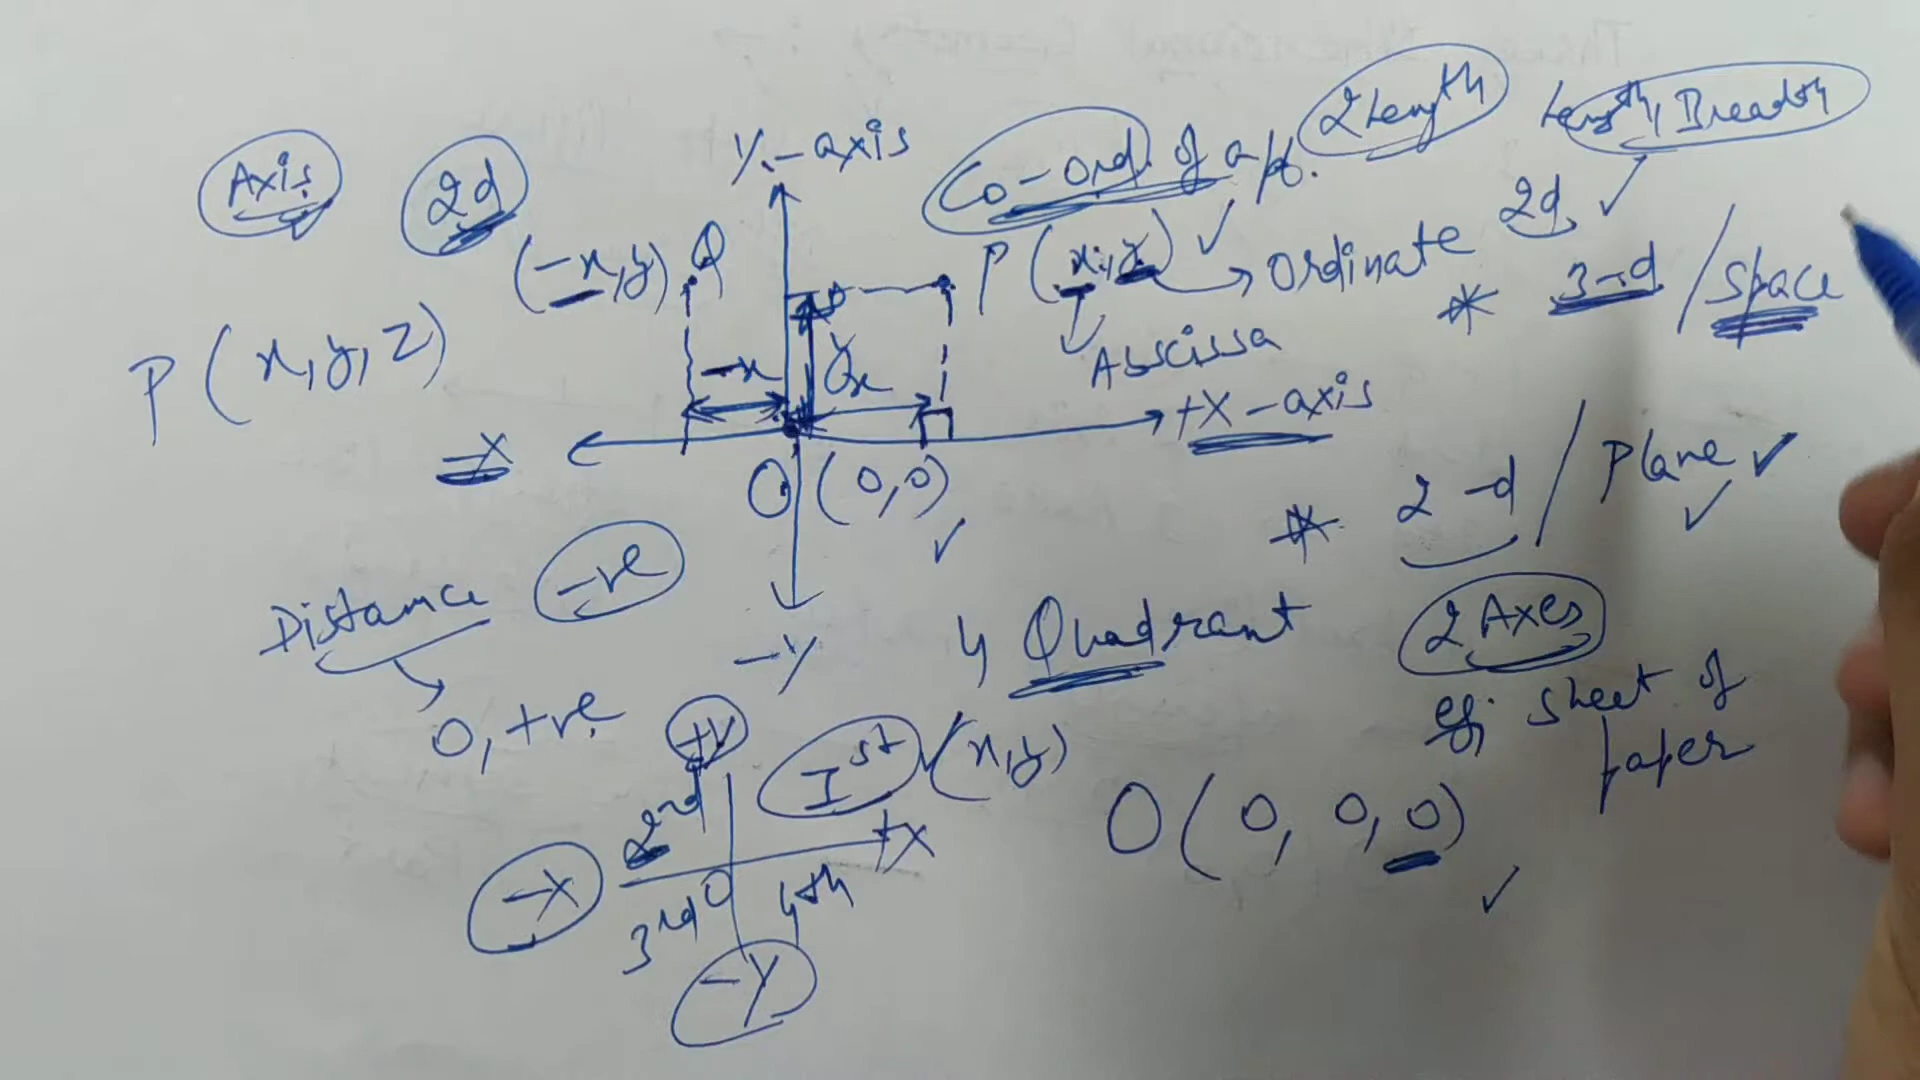 Axis
2d
Y-axis
Co-ord. of a pt.
2 Length
Length, Breadth
2d
(-x,y) Q
P (x,y)
Ordinate
* 3-d / Space
P (x,y,z)
-x
y
x
Abscissa
-X
+X-axis
O (0,0)
* 2-d / Plane
Distance
-ve
-Y
4 Quadrant
2 Axes
eg: Sheet of
paper
0, +ve
+Y
Ist (x,y)
2nd
+X
O (0, 0, 0)
-X
3rd
O
4th
-Y